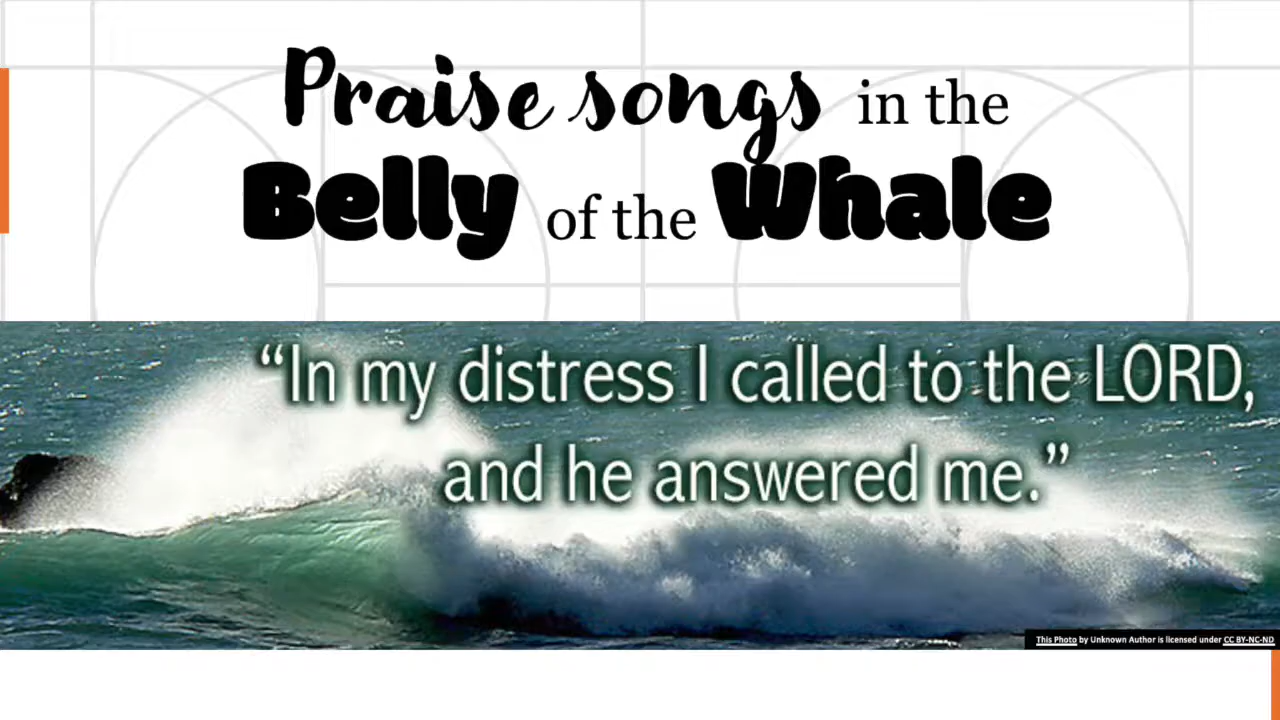 Praise songs in the
Belly of the Whale
“In my distress I called to the LORD,
and he answered me.”
This Photo by Unknown Author is licensed under CC BY-NC-ND